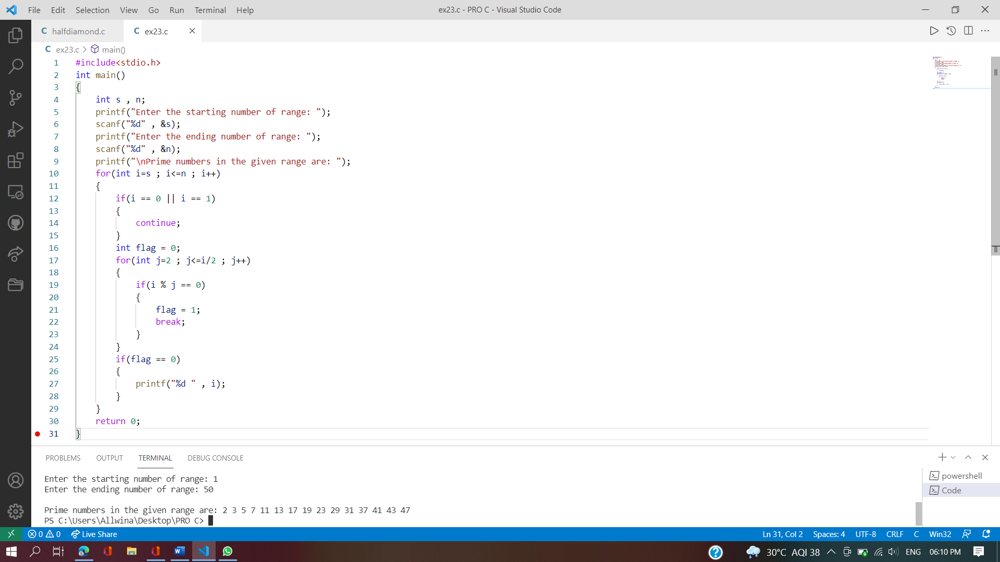 File Edit Selection View Go Run Terminal Help
ex23.c - PRO C - Visual Studio Code
C halfdiamond.c
C ex23.c
C ex23.c > main()
1 #include<stdio.h>
2 int main()
3 {
4 int s , n;
5 printf("Enter the starting number of range: ");
6 scanf("%d" , &s);
7 printf("Enter the ending number of range: ");
8 scanf("%d" , &n);
9 printf("\nPrime numbers in the given range are: ");
10 for(int i=s ; i<=n ; i++)
11 {
12 if(i == 0 || i == 1)
13 {
14 continue;
15 }
16 int flag = 0;
17 for(int j=2 ; j<=i/2 ; j++)
18 {
19 if(i % j == 0)
20 {
21 flag = 1;
22 break;
23 }
24 }
25 if(flag == 0)
26 {
27 printf("%d " , i);
28 }
29 }
30 return 0;
31 }
PROBLEMS OUTPUT TERMINAL DEBUG CONSOLE
Enter the starting number of range: 1
Enter the ending number of range: 50
Prime numbers in the given range are: 2 3 5 7 11 13 17 19 23 29 31 37 41 43 47
PS C:\Users\Allwina\Desktop\PRO C>
powershell
Code
0 0 Live Share
Ln 31, Col 2 Spaces: 4 UTF-8 CRLF C Win32
30°C AQI 38 ENG 06:10 PM